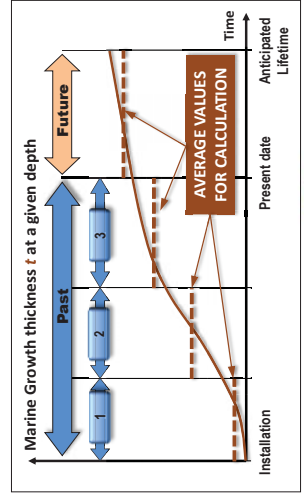 Marine Growth thickness t at a given depth
Past
Future
1
2
3
AVERAGE VALUES
FOR CALCULATION
Time
Installation
Present date
Anticipated
Lifetime